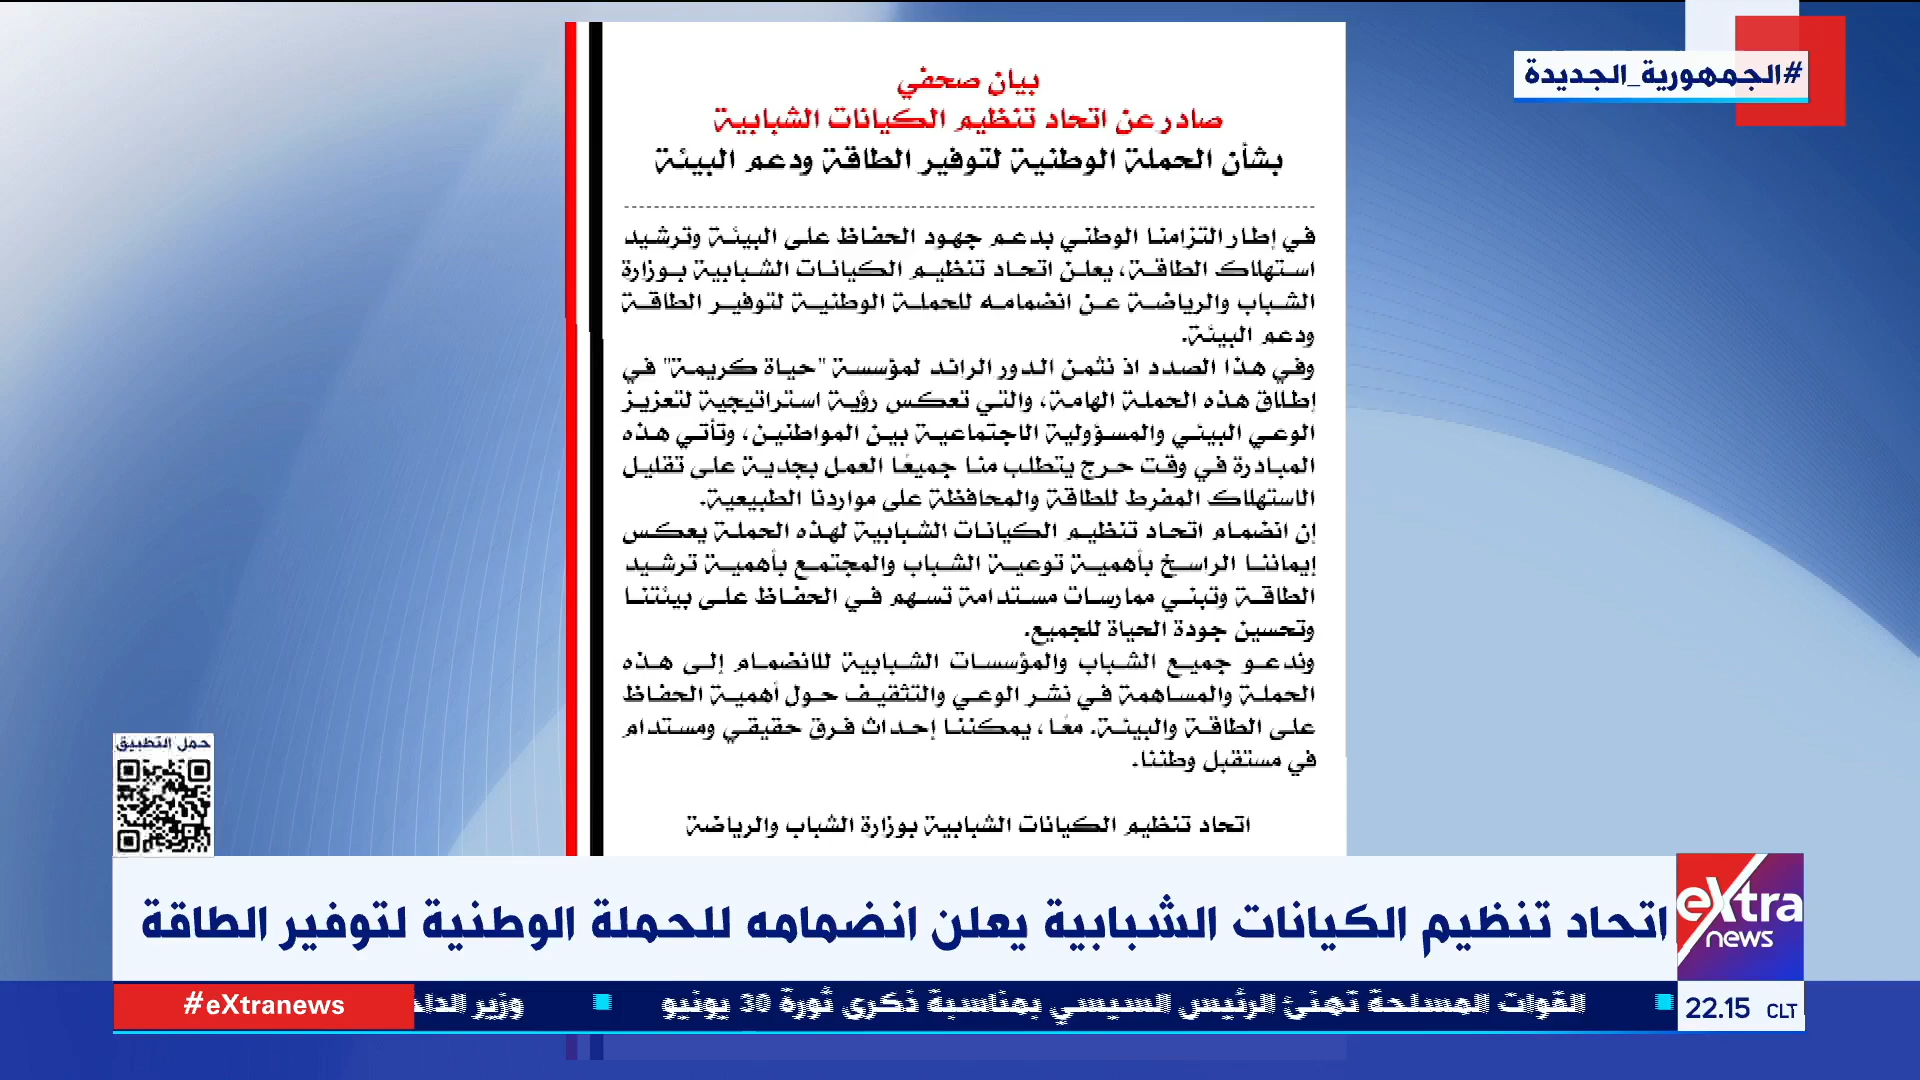 #الجمهورية_الجديدة
بيان صحفي
صادر عن اتحاد تنظيم الكيانات الشبابية
بشأن الحملة الوطنية لتوفير الطاقة ودعم البيئة
في إطار التزامنا الوطني بدعم جهود الحفاظ على البيئة وترشيد
استهلاك الطاقة، يعلن اتحاد تنظيم الكيانات الشبابية بوزارة
الشباب والرياضة عن انضمامه للحملة الوطنية لتوفير الطاقة
ودعم البيئة.
وفي هذا الصدد اذ نثمن الدور الرائد لمؤسسة "حياة كريمة" في
إطلاق هذه الحملة الهامة، والتي تعكس رؤية استراتيجية لتعزيز
الوعي البيئي والمسؤولية الاجتماعية بين المواطنين، وتأتي هذه
المبادرة في وقت حرج يتطلب منا جميعًا العمل بجدية على تقليل
الاستهلاك المفرط للطاقة والمحافظة على مواردنا الطبيعية.
إن انضمام اتحاد تنظيم الكيانات الشبابية لهذه الحملة يعكس
إيماننا الراسخ بأهمية توعية الشباب والمجتمع بأهمية ترشيد
الطاقة وتبني ممارسات مستدامة تسهم في الحفاظ على بيئتنا
وتحسين جودة الحياة للجميع.
وندعو جميع الشباب والمؤسسات الشبابية للانضمام إلى هذه
الحملة والمساهمة في نشر الوعي والتثقيف حول أهمية الحفاظ
على الطاقة والبيئة. معًا، يمكننا إحداث فرق حقيقي ومستدام
في مستقبل وطننا.
اتحاد تنظيم الكيانات الشبابية بوزارة الشباب والرياضة
حمل التطبيق
اتحاد تنظيم الكيانات الشبابية يعلن انضمامه للحملة الوطنية لتوفير الطاقة
eXtra
news
القوات المسلحة تهنئ الرئيس السيسي بمناسبة ذكرى ثورة 30 يونيو
وزير
#eXtranews
22.15 CLT